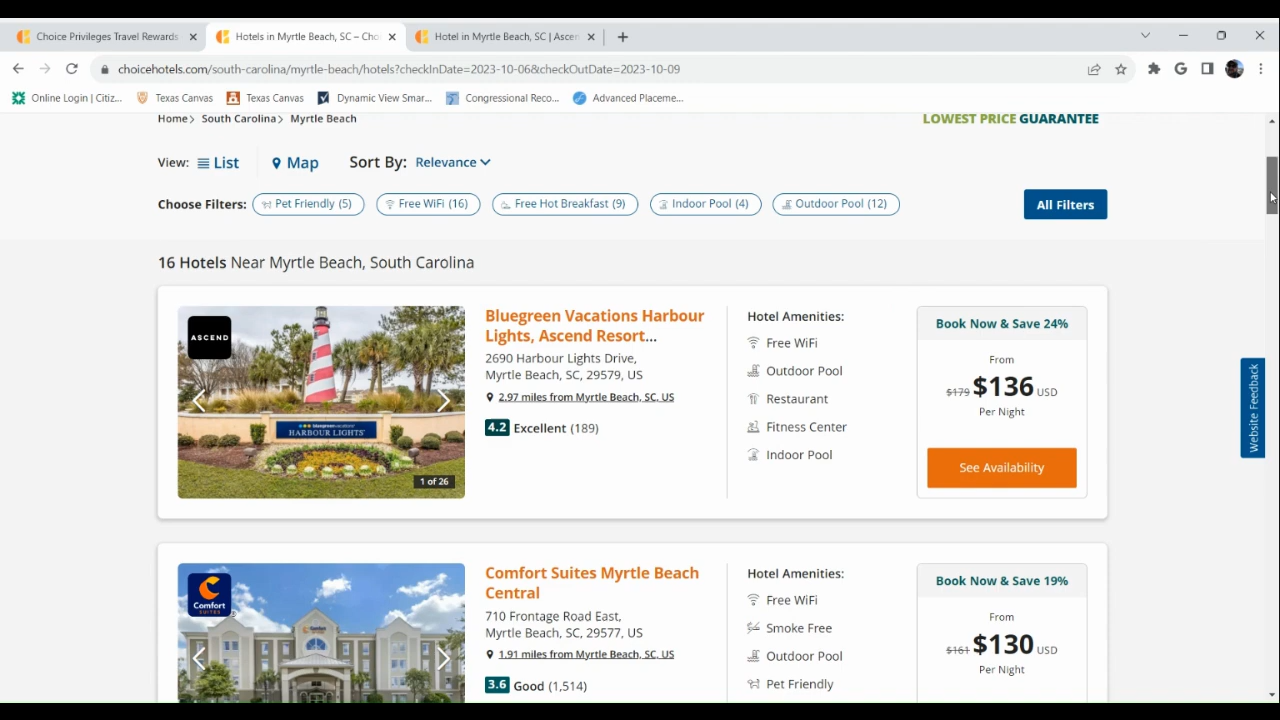 Choice Privileges Travel Rewards
Hotels in Myrtle Beach, SC – Cho
Hotel in Myrtle Beach, SC | Ascen
choicehotels.com/south-carolina/myrtle-beach/hotels?checkInDate=2023-10-06&checkOutDate=2023-10-09
Online Login | Citiz...
Texas Canvas
Texas Canvas
Dynamic View Smar...
Congressional Reco...
Advanced Placeme...
Home > South Carolina > Myrtle Beach
LOWEST PRICE GUARANTEE
View: List Map Sort By: Relevance
Choose Filters: Pet Friendly (5) Free WiFi (16) Free Hot Breakfast (9) Indoor Pool (4) Outdoor Pool (12)
All Filters
16 Hotels Near Myrtle Beach, South Carolina
ASCEND
HARBOUR LIGHTS
1 of 26
Bluegreen Vacations Harbour
Lights, Ascend Resort...
2690 Harbour Lights Drive,
Myrtle Beach, SC, 29579, US
2.97 miles from Myrtle Beach, SC, US
4.2 Excellent (189)
Hotel Amenities:
Free WiFi
Outdoor Pool
Restaurant
Fitness Center
Indoor Pool
Book Now & Save 24%
From
$179 $136 USD
Per Night
See Availability
Website Feedback
Comfort
SUITES
Comfort Suites Myrtle Beach
Central
710 Frontage Road East,
Myrtle Beach, SC, 29577, US
1.91 miles from Myrtle Beach, SC, US
3.6 Good (1,514)
Hotel Amenities:
Free WiFi
Smoke Free
Outdoor Pool
Pet Friendly
Book Now & Save 19%
From
$161 $130 USD
Per Night